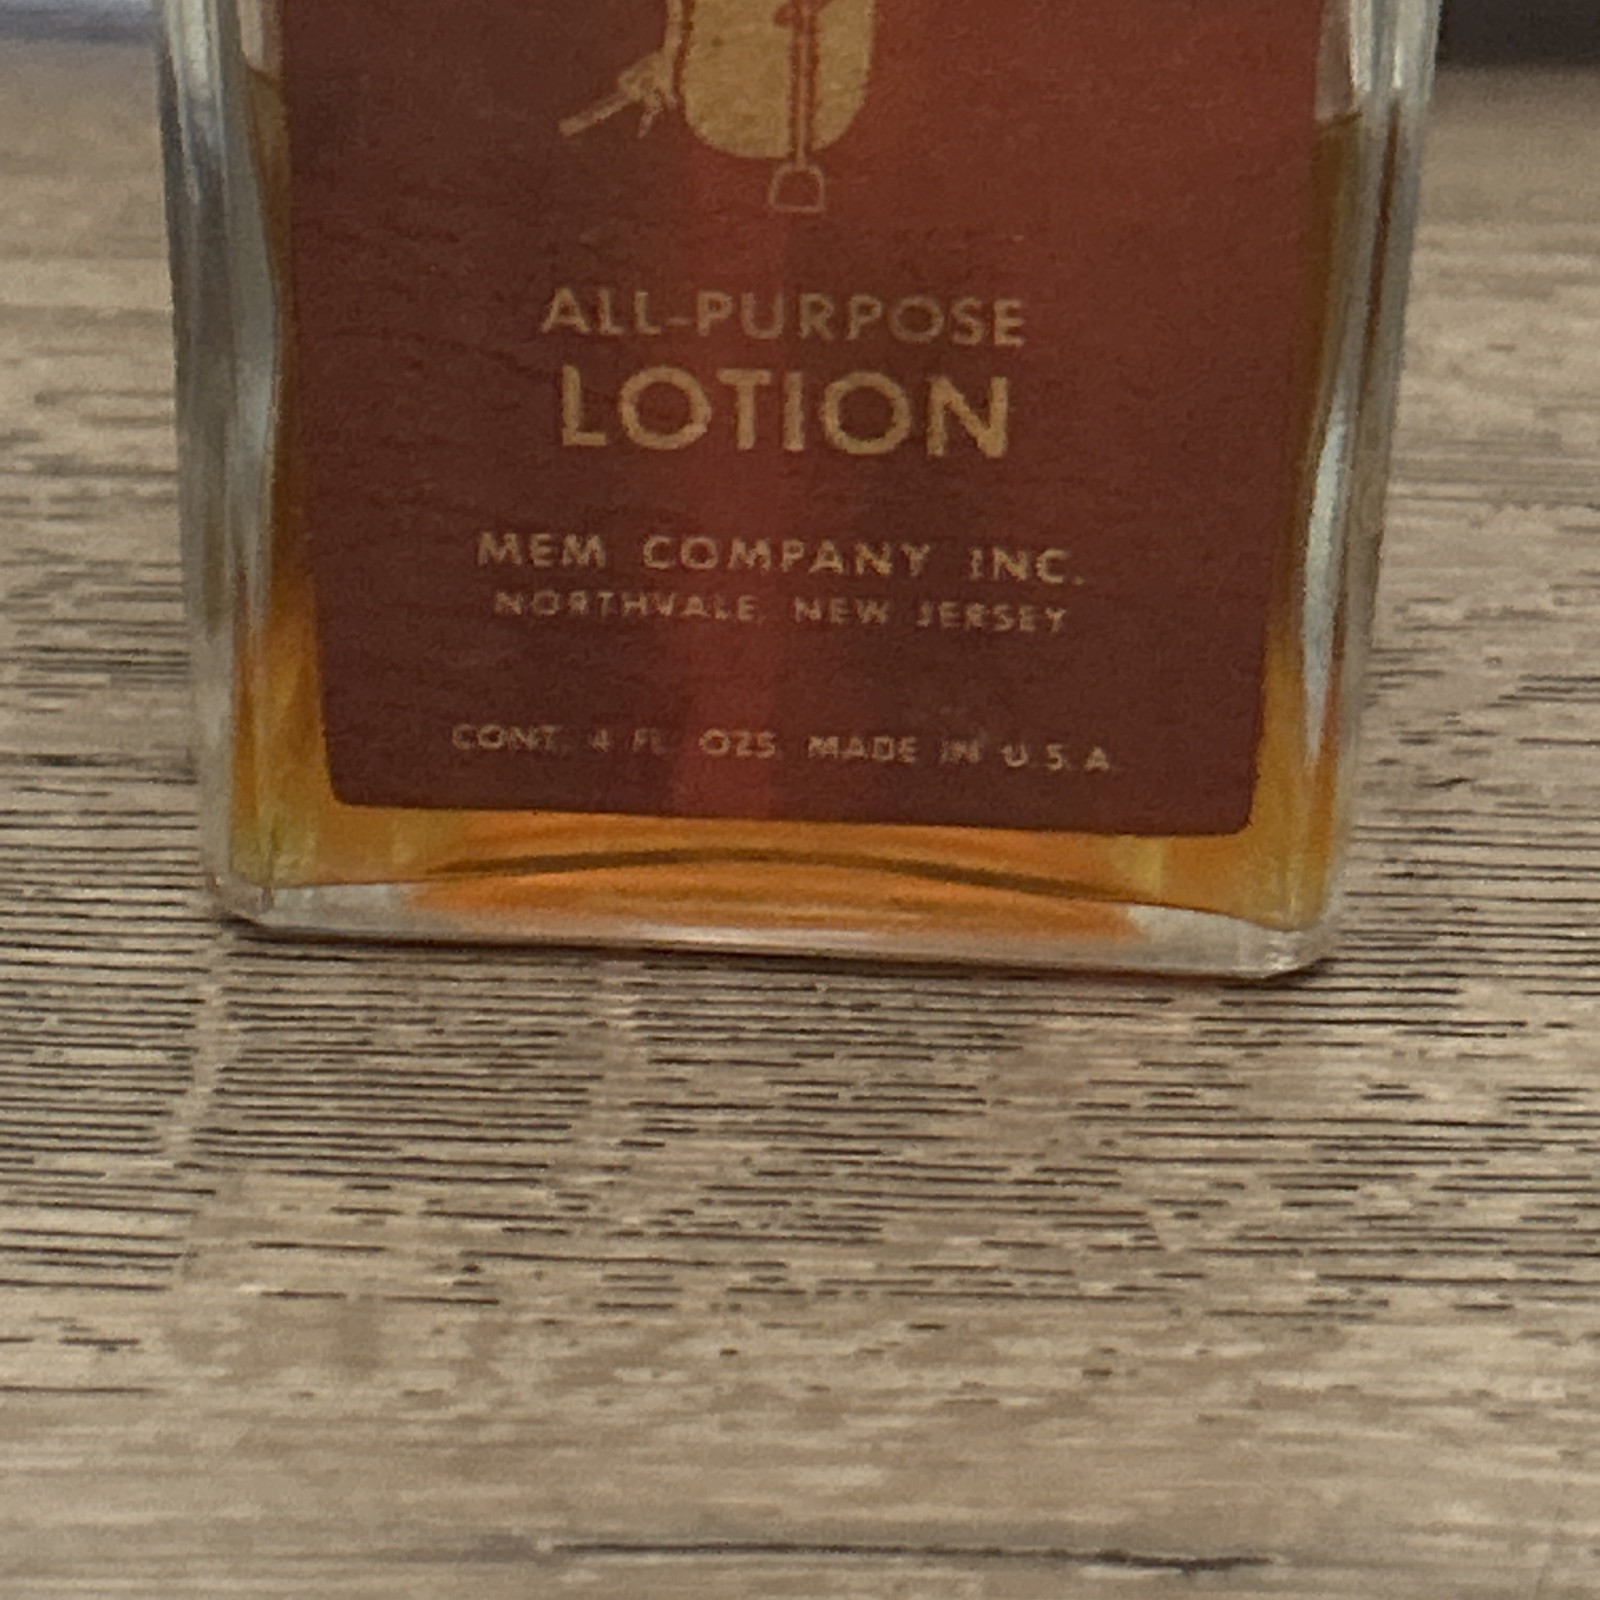 ALL-PURPOSE
LOTION
MEM COMPANY INC.
NORTHVALE, NEW JERSEY
CONT. 4 FL. OZS. MADE IN U.S.A.